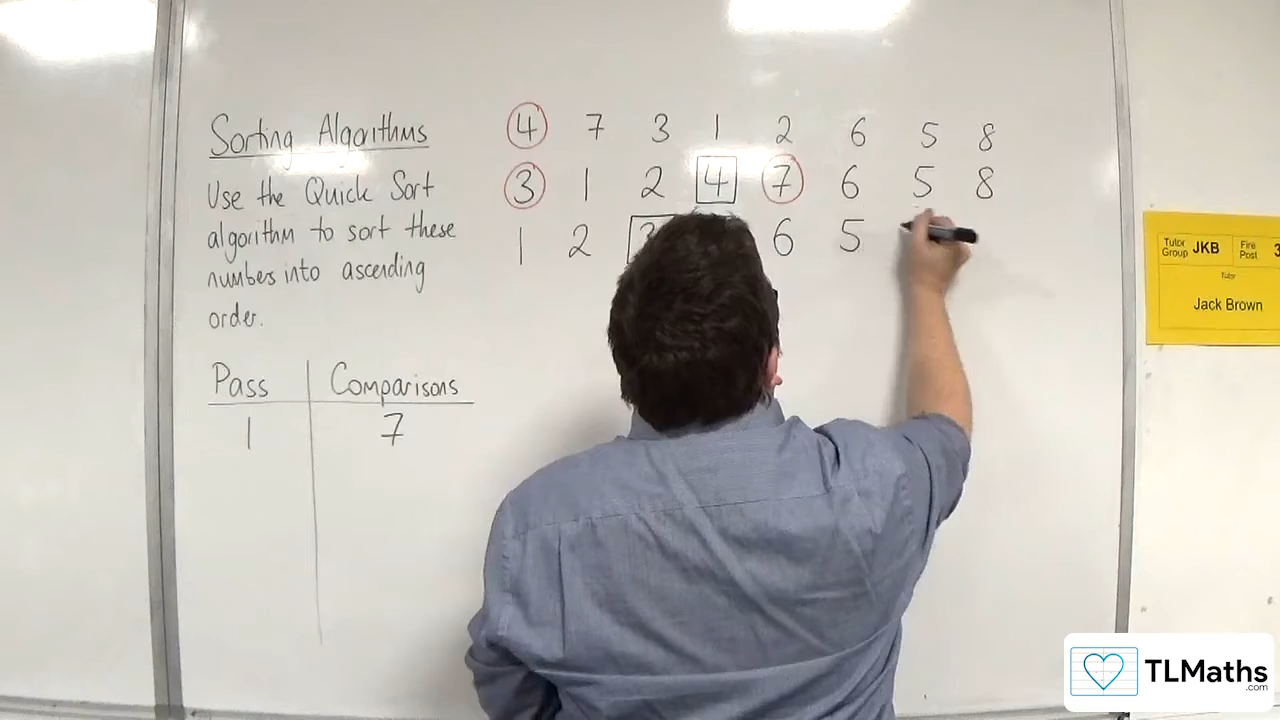 Sorting Algorithms
Use the Quick Sort
algorithm to sort these
numbers into ascending
order.
Pass Comparisons
1 7
4 7 3 1 2 6 5 8
3 1 2 4 7 6 5 8
1 2 6 5
Tutor Group JKB Fire Post 3
Tutor
Jack Brown
TLMaths
.com